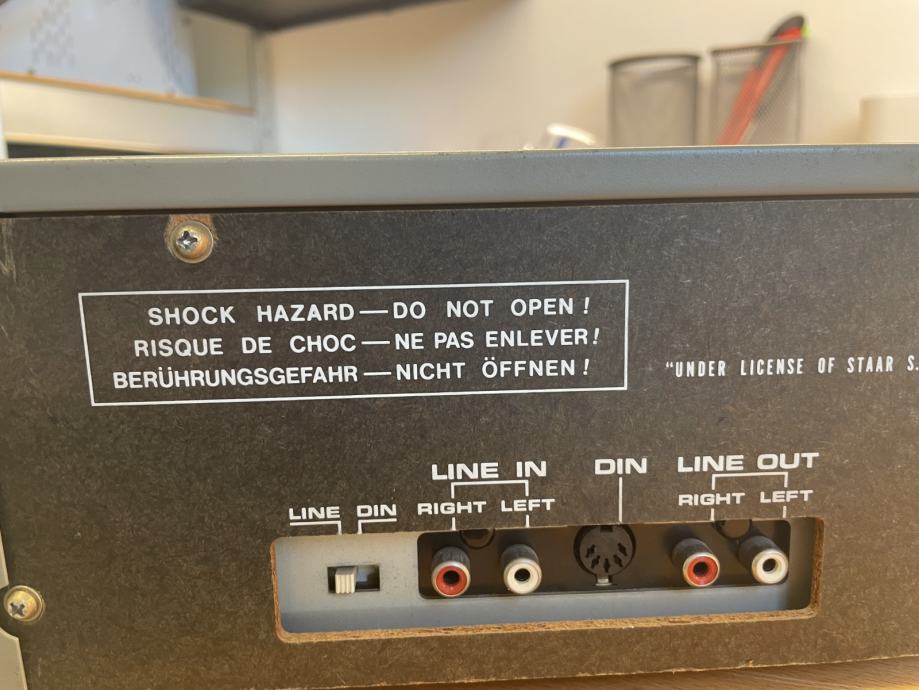 SHOCK HAZARD—DO NOT OPEN!
RISQUE DE CHOC—NE PAS ENLEVER!
BERÜHRUNGSGEFAHR—NICHT ÖFFNEN!
"UNDER LICENSE OF STAAR S.
LINE IN DIN LINE OUT
LINE DIN RIGHT LEFT RIGHT LEFT